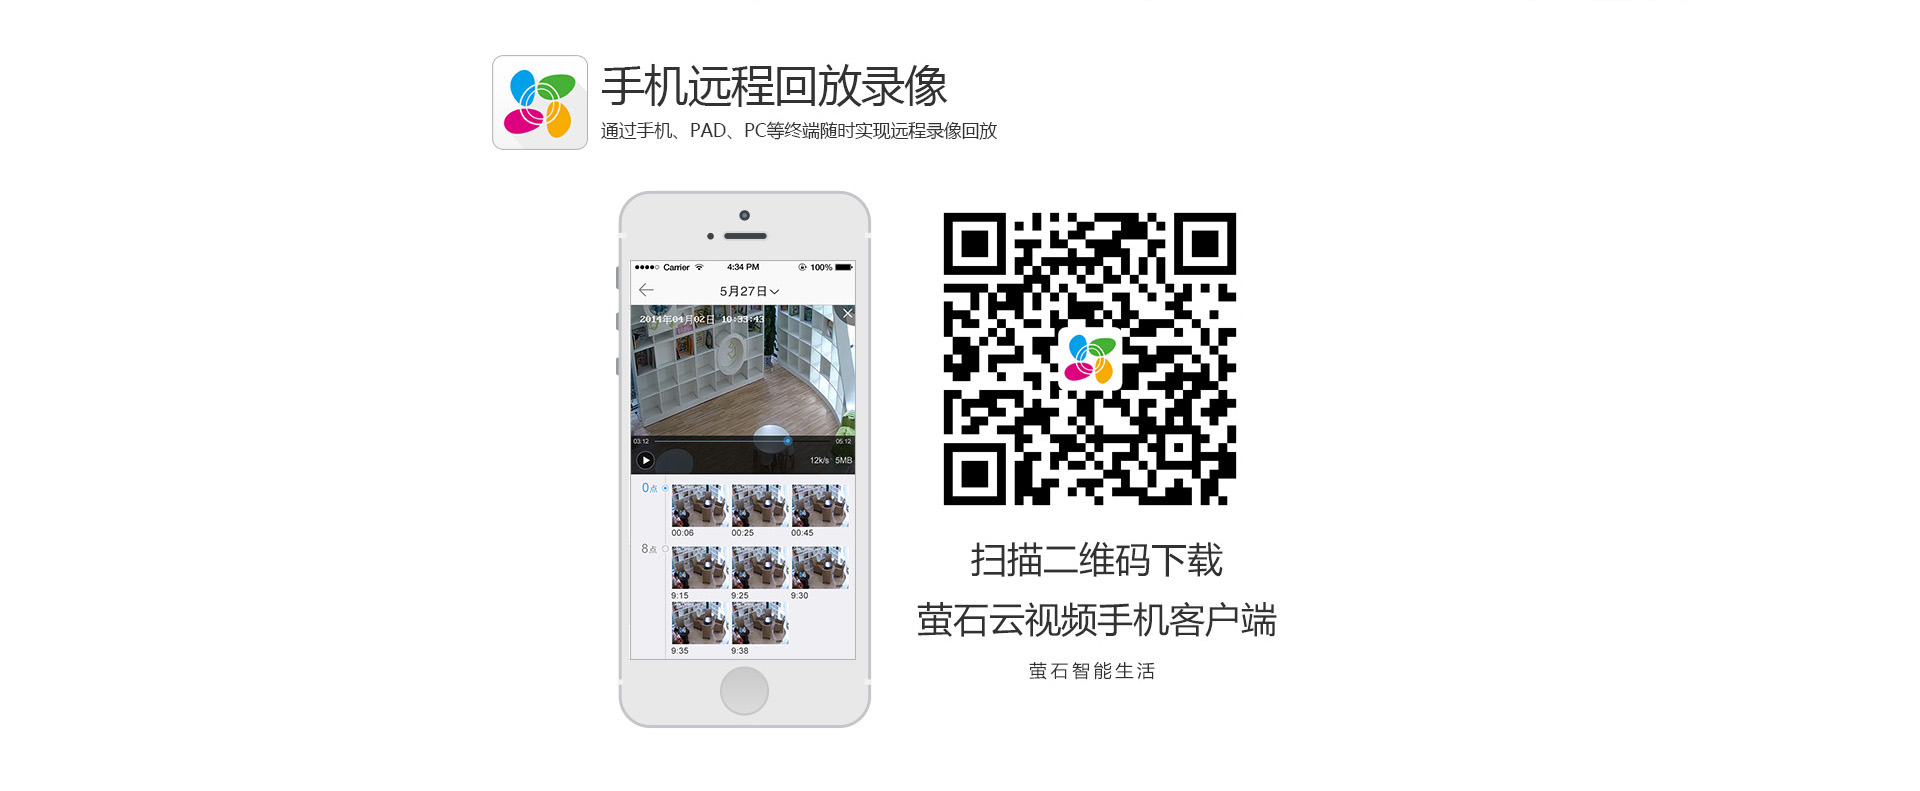 手机远程回放录像
通过手机、PAD、PC等终端随时实现远程录像回放
Carrier 4:34 PM 100%
5月27日
2014年04月02日 10:33:43
03:12 05:12
12k/s 5MB
0点
00:06 00:25 00:45
8点
9:15 9:25 9:30
9:35 9:38
扫描二维码下载
萤石云视频手机客户端
萤石智能生活